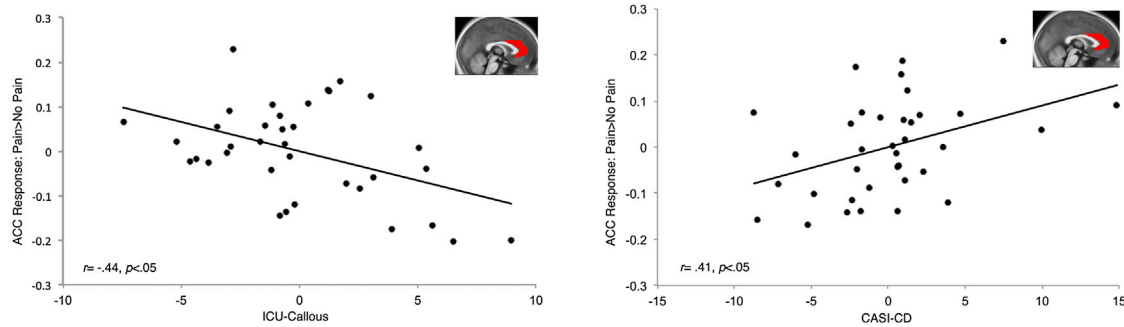 0.3
0.2
0.1
0
-0.1
-0.2
-0.3
ACC Response: Pain>No Pain
r= -.44, p<.05
-10 -5 0 5 10
ICU-Callous
0.3
0.2
0.1
0
-0.1
-0.2
-0.3
ACC Response: Pain>No Pain
r= .41, p<.05
-15 -10 -5 0 5 10 15
CASI-CD